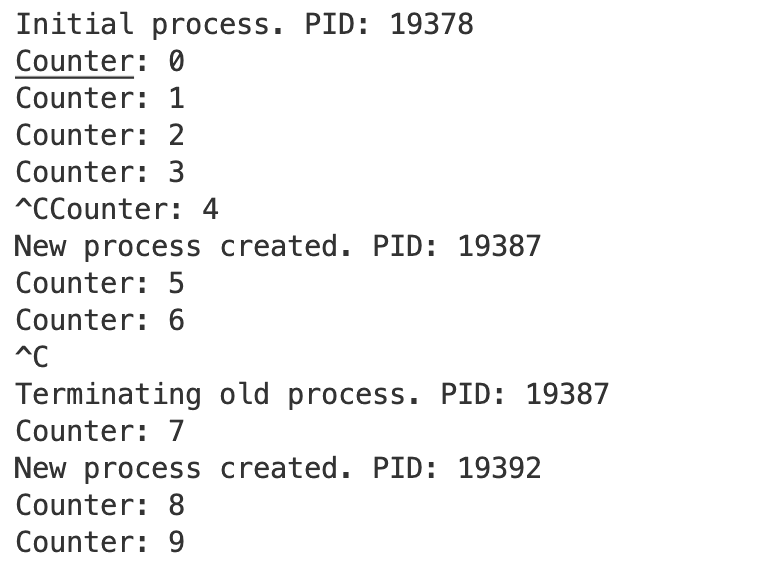 Initial process. PID: 19378
Counter: 0
Counter: 1
Counter: 2
Counter: 3
^CCounter: 4
New process created. PID: 19387
Counter: 5
Counter: 6
^C
Terminating old process. PID: 19387
Counter: 7
New process created. PID: 19392
Counter: 8
Counter: 9